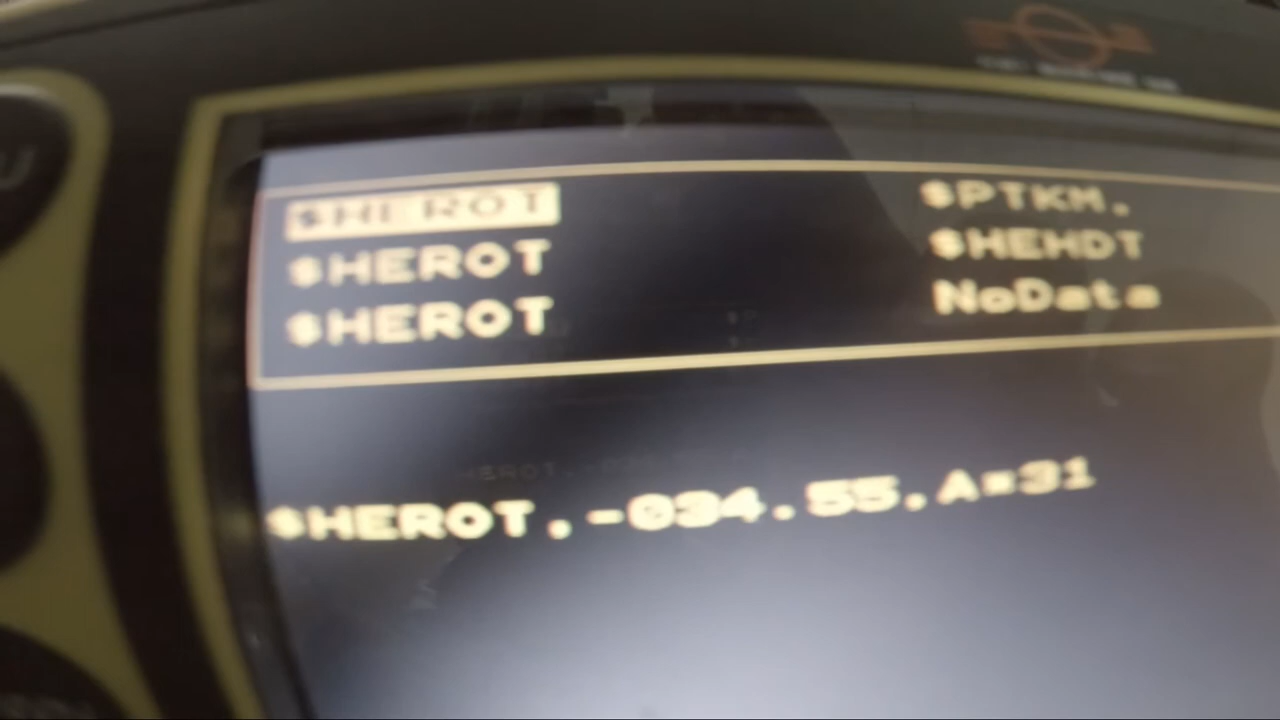 $HEROT
$HEROT
$HEROT
$PTKM.
$HEHDT
NoData
$HEROT,-034.55,A*31